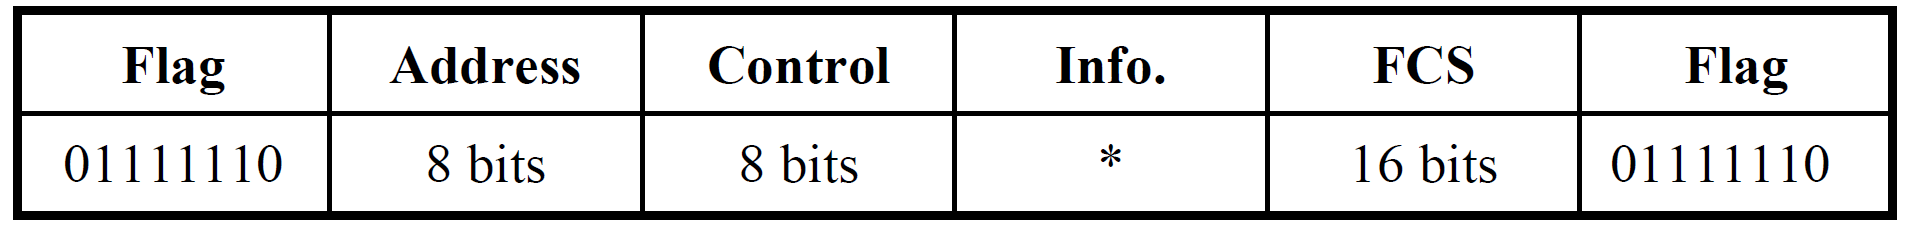 Flag Address Control Info. FCS Flag
01111110 8 bits 8 bits * 16 bits 01111110